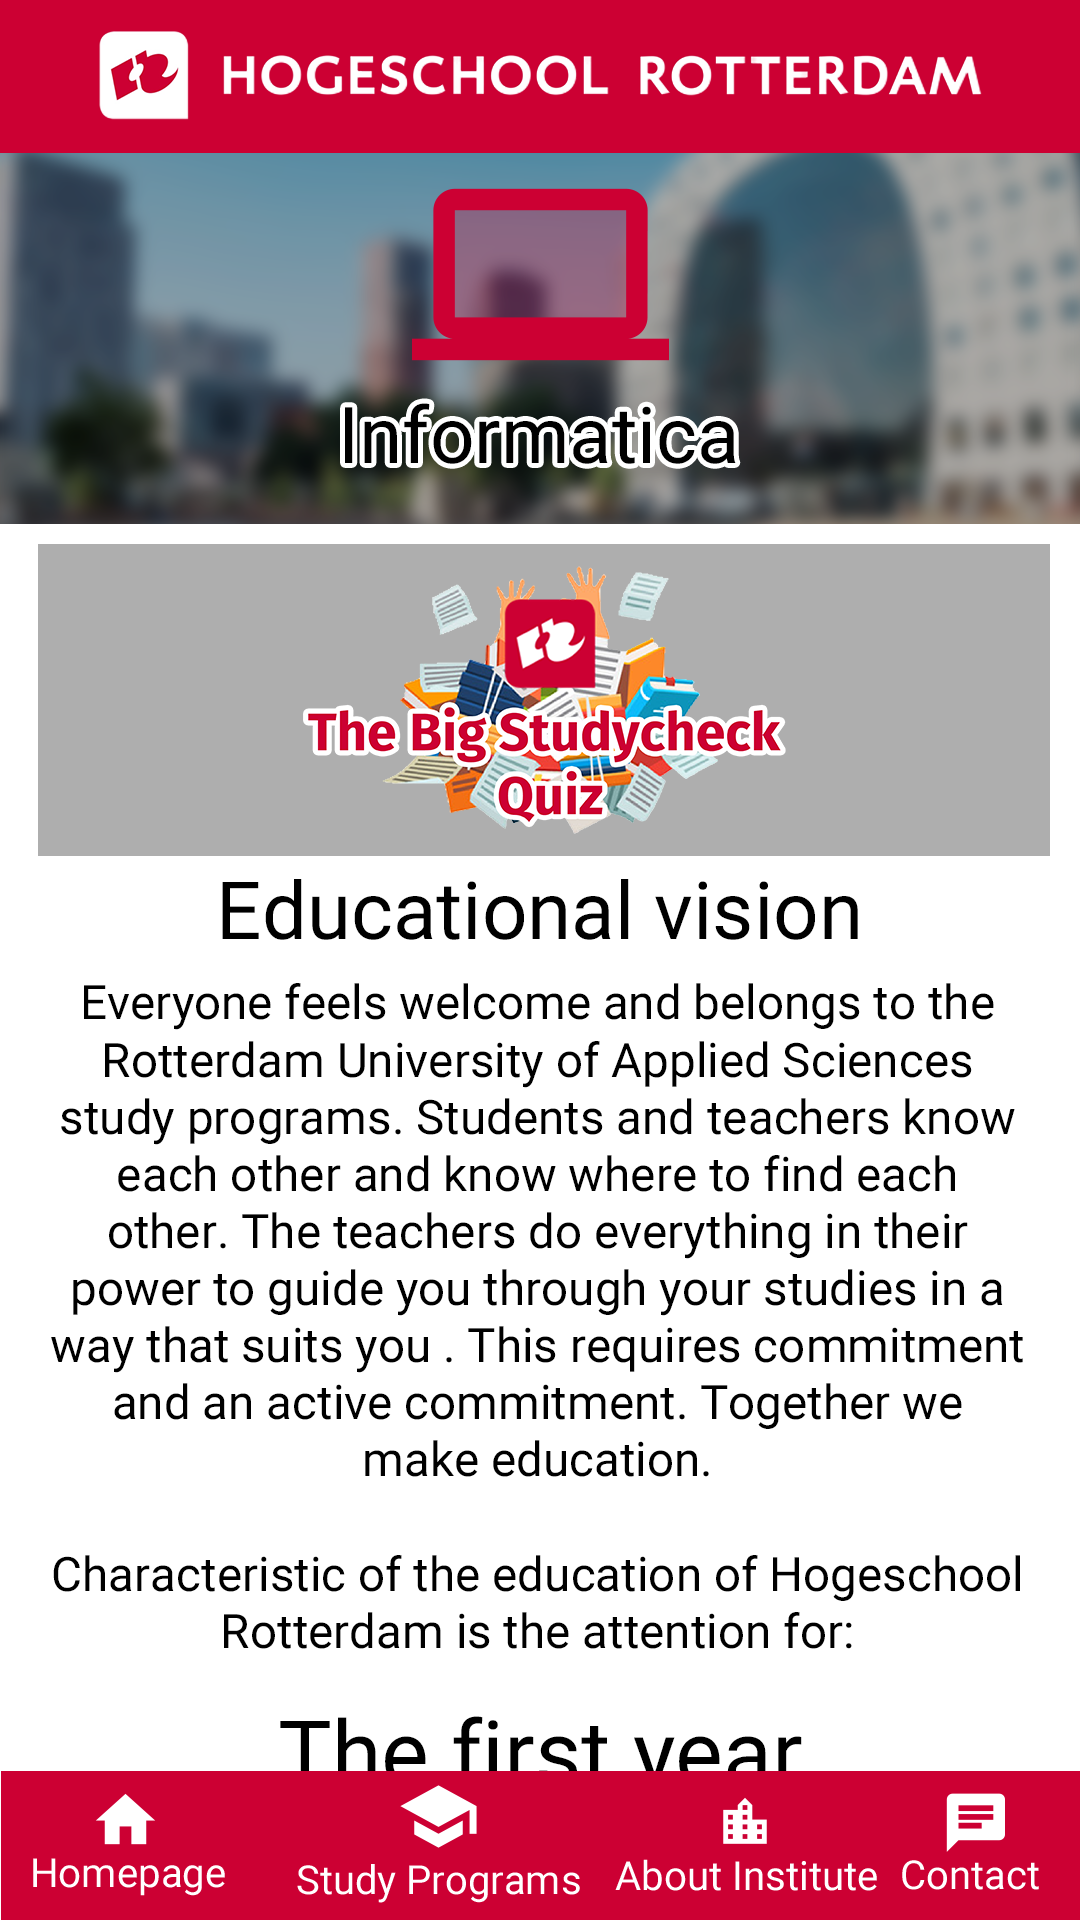 HOGESCHOOL ROTTERDAM
Informatica
The Big Studycheck
Quiz
Educational vision
Everyone feels welcome and belongs to the
Rotterdam University of Applied Sciences
study programs. Students and teachers know
each other and know where to find each
other. The teachers do everything in their
power to guide you through your studies in a
way that suits you . This requires commitment
and an active commitment. Together we
make education.
Characteristic of the education of Hogeschool
Rotterdam is the attention for:
The first year
Homepage
Study Programs
About Institute
Contact